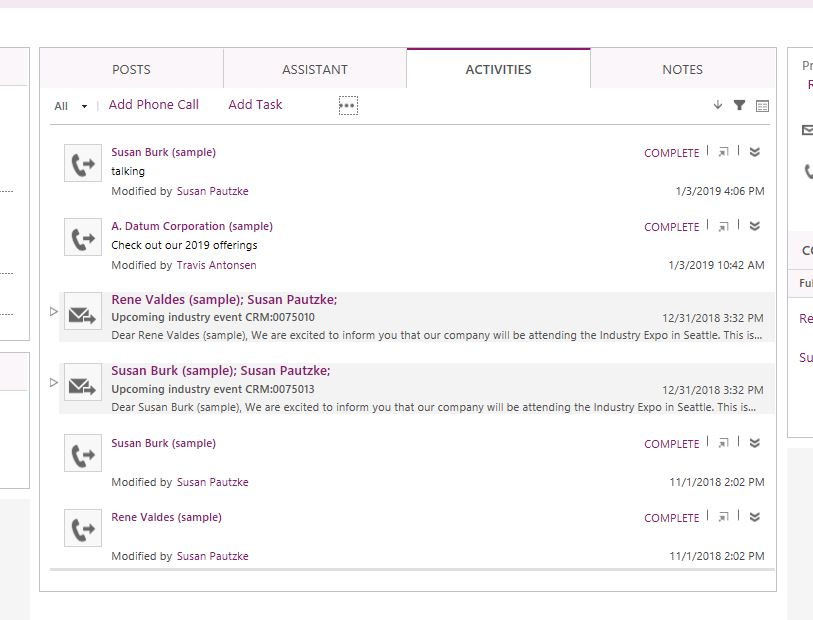 POSTS
ASSISTANT
ACTIVITIES
NOTES
All
Add Phone Call
Add Task
Susan Burk (sample)
COMPLETE
talking
Modified by Susan Pautzke
1/3/2019 4:06 PM
A. Datum Corporation (sample)
COMPLETE
Check out our 2019 offerings
Modified by Travis Antonsen
1/3/2019 10:42 AM
Rene Valdes (sample); Susan Pautzke;
Upcoming industry event CRM:0075010
12/31/2018 3:32 PM
Dear Rene Valdes (sample), We are excited to inform you that our company will be attending the Industry Expo in Seattle. This is...
Susan Burk (sample); Susan Pautzke;
Upcoming industry event CRM:0075013
12/31/2018 3:32 PM
Dear Susan Burk (sample), We are excited to inform you that our company will be attending the Industry Expo in Seattle. This is...
Susan Burk (sample)
COMPLETE
Modified by Susan Pautzke
11/1/2018 2:02 PM
Rene Valdes (sample)
COMPLETE
Modified by Susan Pautzke
11/1/2018 2:02 PM